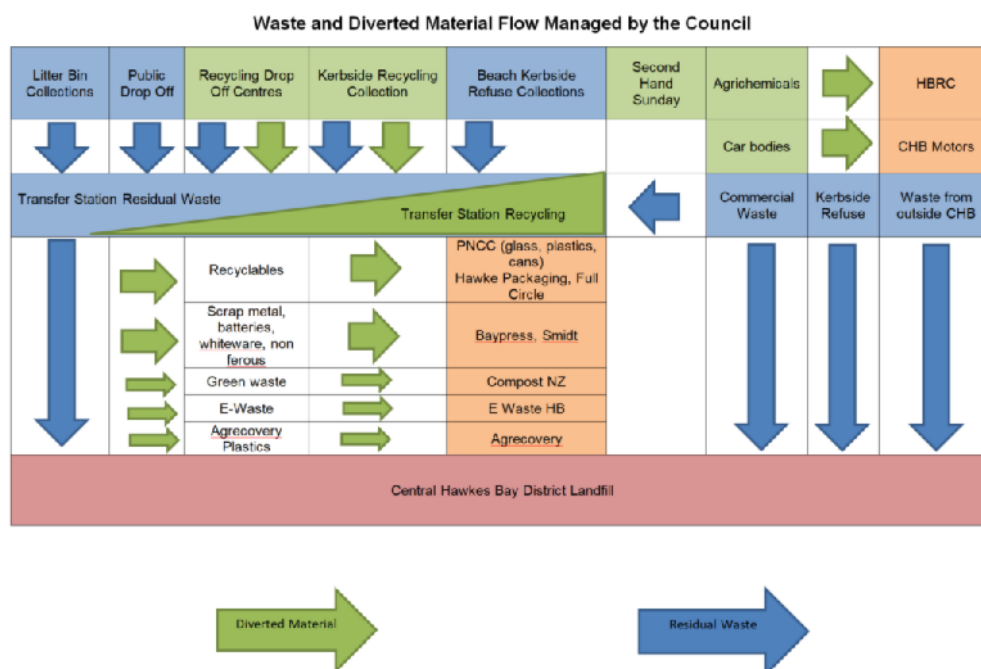 Waste and Diverted Material Flow Managed by the Council
Litter Bin
Collections
Public
Drop Off
Recycling Drop
Off Centres
Kerbside Recycling
Collection
Beach Kerbside
Refuse Collections
Second
Hand
Sunday
Agrichemicals
HBRC
Car bodies
CHB Motors
Transfer Station Residual Waste
Transfer Station Recycling
Commercial
Waste
Kerbside
Refuse
Waste from
outside CHB
Recyclables
PNCC (glass, plastics,
cans)
Hawke Packaging, Full
Circle
Scrap metal,
batteries,
whiteware, non
ferous
Baypress, Smidt
Green waste
Compost NZ
E-Waste
E Waste HB
Agrecovery
Plastics
Agrecovery
Central Hawkes Bay District Landfill
Diverted Material
Residual Waste